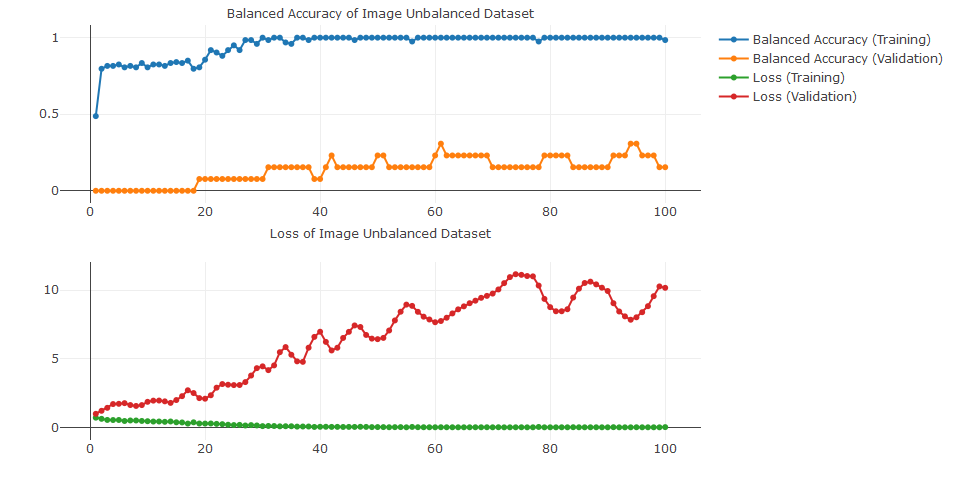 Balanced Accuracy of Image Unbalanced Dataset
1
0.5
0
0 20 40 60 80 100
Balanced Accuracy (Training)
Balanced Accuracy (Validation)
Loss (Training)
Loss (Validation)
Loss of Image Unbalanced Dataset
10
5
0
0 20 40 60 80 100